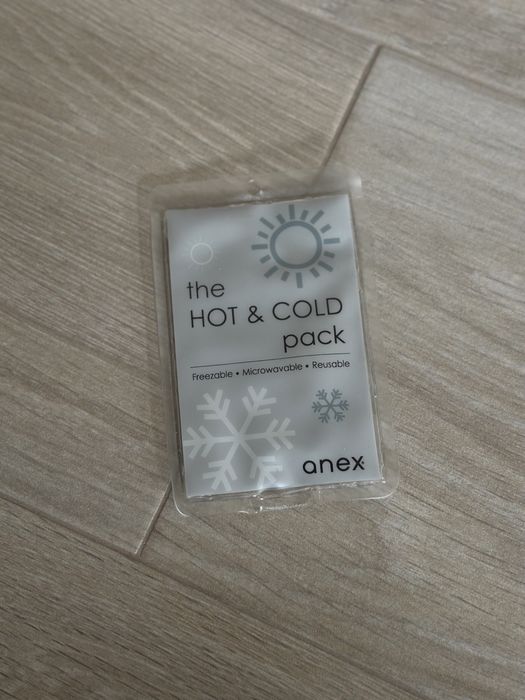 the
HOT & COLD
pack
Freezable • Microwavable • Reusable
anex